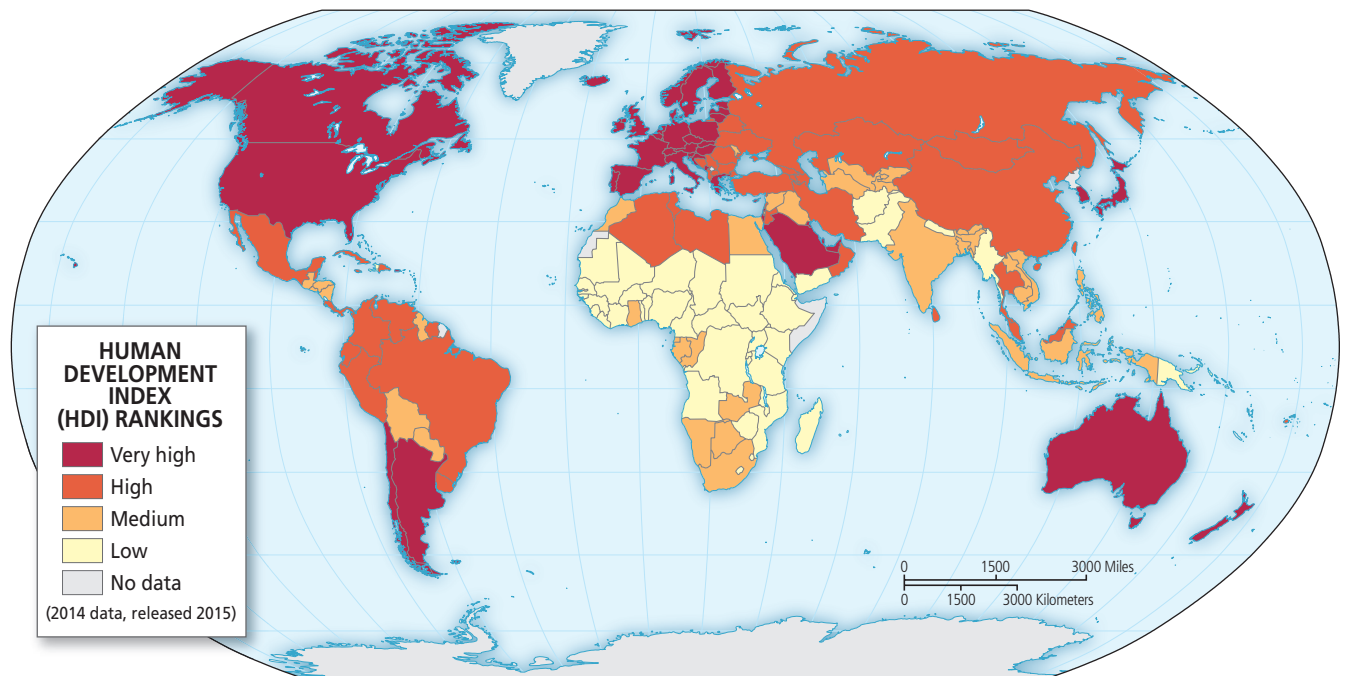 HUMAN
DEVELOPMENT
INDEX
(HDI) RANKINGS
Very high
High
Medium
Low
No data
(2014 data, released 2015)
0 1500 3000 Miles
0 1500 3000 Kilometers